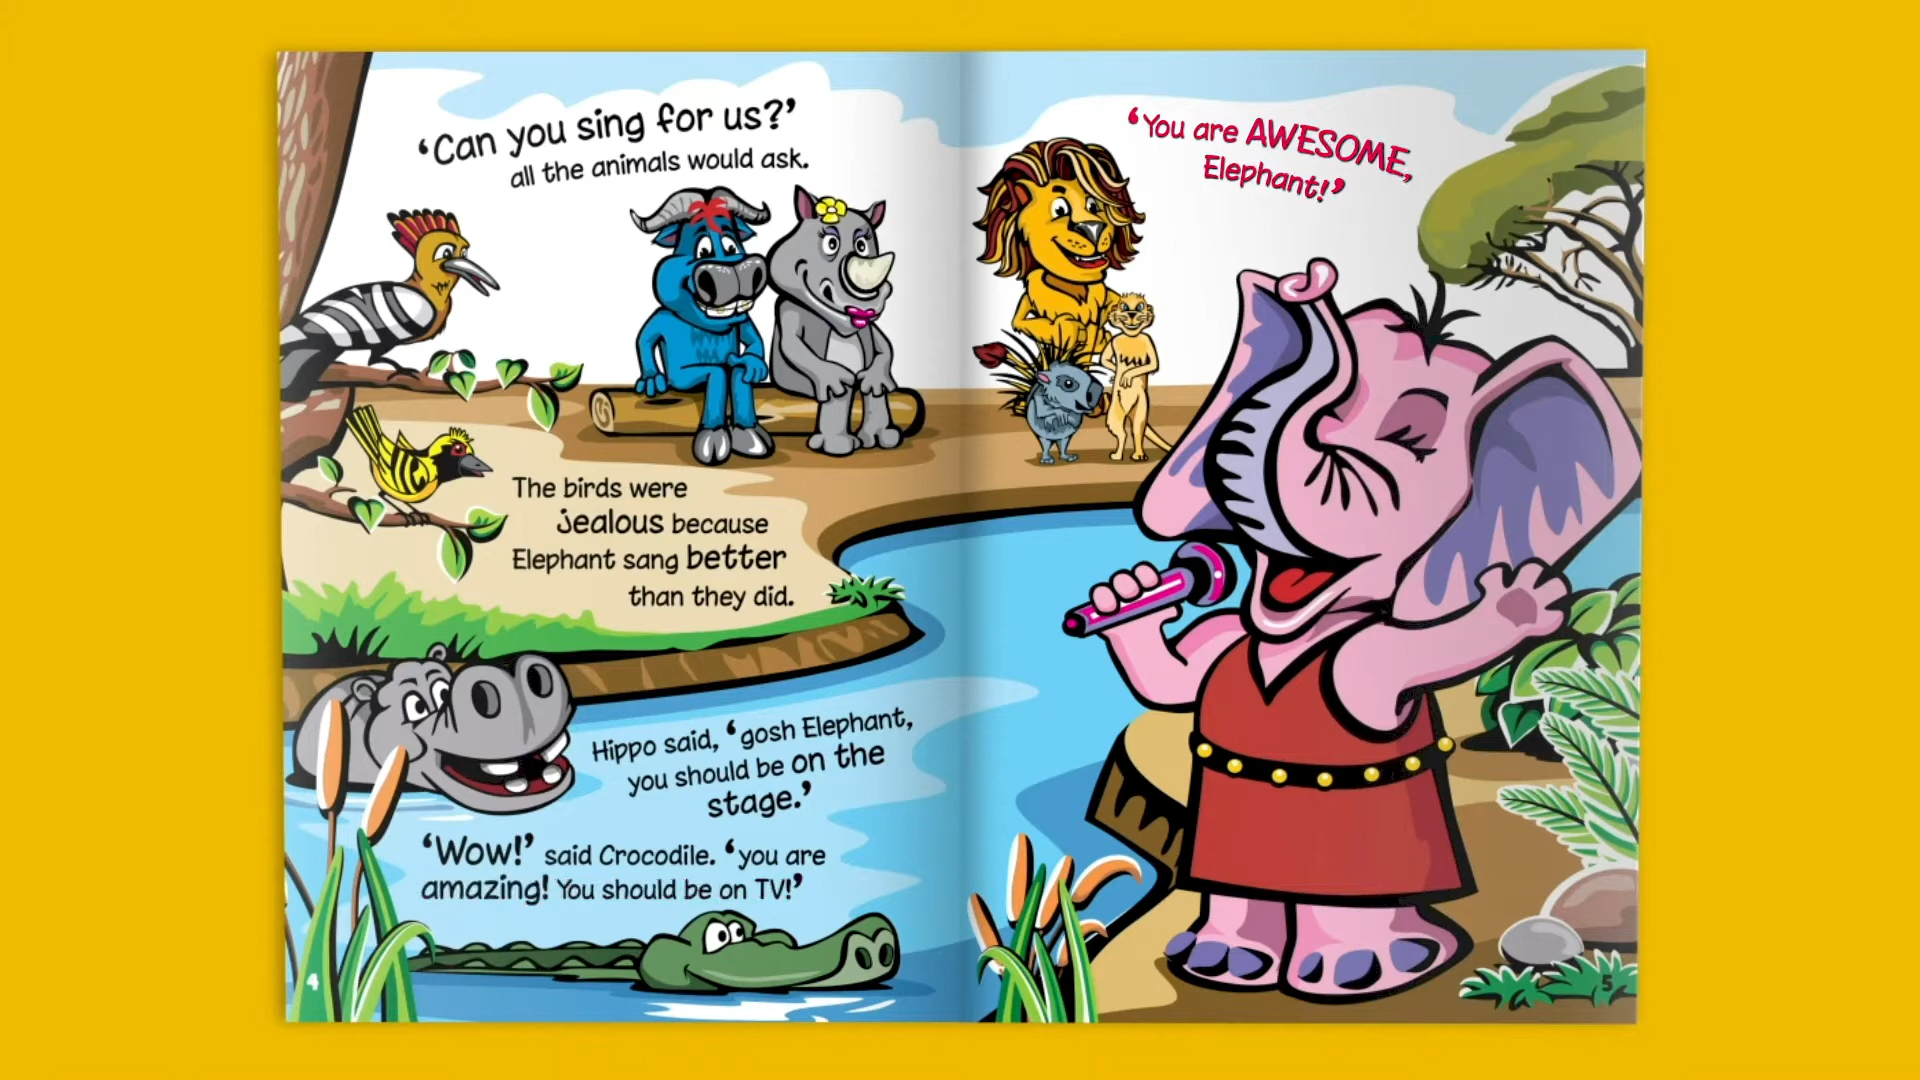 ‘Can you sing for us?’
all the animals would ask.
The birds were
jealous because
Elephant sang better
than they did.
Hippo said, ‘gosh Elephant,
you should be on the
stage.’
‘Wow!’ said Crocodile. ‘you are
amazing! You should be on TV!’
4
‘You are AWESOME,
Elephant!’
5